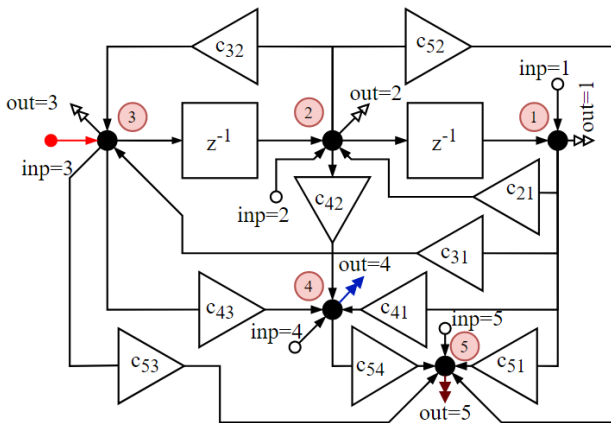 c32
c52
inp=1
out=3
3
2
out=2
1
out=1
z-1
z-1
inp=3
inp=2
c42
c21
c31
out=4
4
c43
c41
inp=4
inp=5
5
c53
c54
c51
out=5